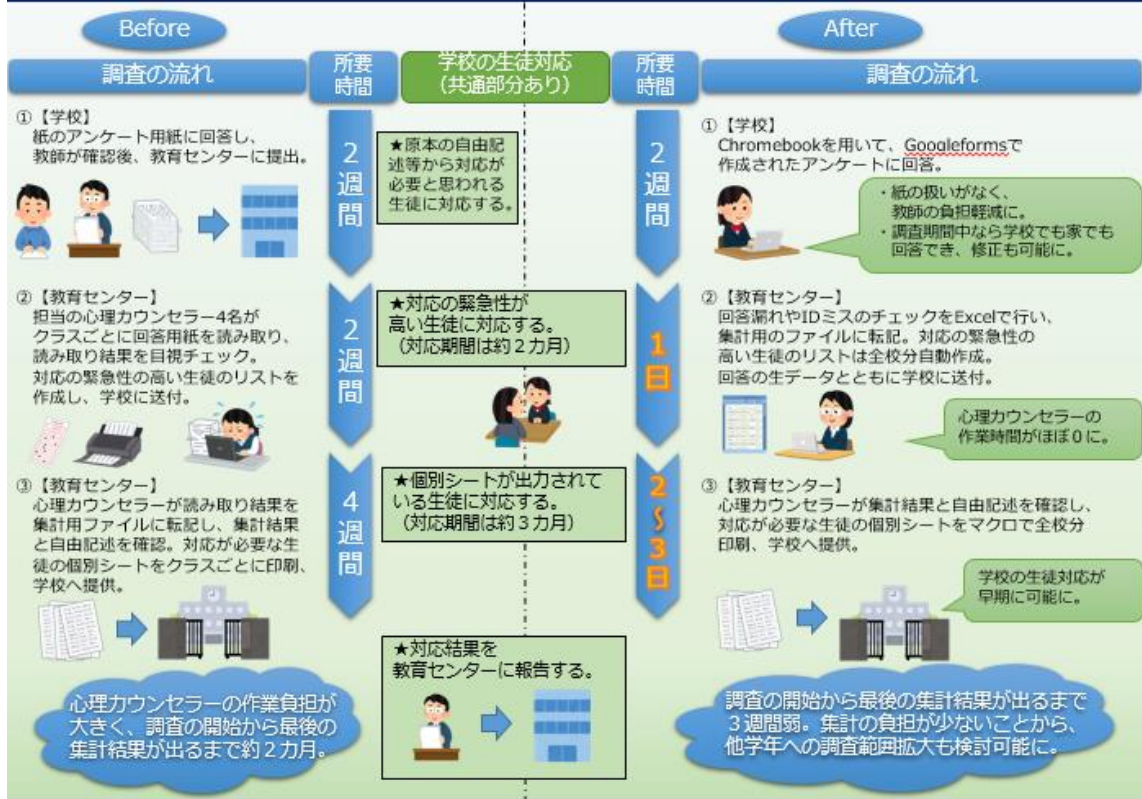 Before
After
調査の流れ
所要
時間
学校の生徒対応
(共通部分あり)
所要
時間
調査の流れ
①【学校】
紙のアンケート用紙に回答し、
教師が確認後、教育センターに提出。
2週間
★原本の自由記
述等から対応が
必要と思われる
生徒に対応する。
2週間
①【学校】
Chromebookを用いて、Googleformsで
作成されたアンケートに回答。
・紙の扱いがなく、
教師の負担軽減に。
・調査期間中なら学校でも家でも
回答でき、修正も可能に。
②【教育センター】
担当の心理カウンセラー4名が
クラスごとに回答用紙を読み取り、
読み取り結果を目視チェック。
対応の緊急性の高い生徒のリストを
作成し、学校に送付。
2週間
★対応の緊急性が
高い生徒に対応する。
(対応期間は約2カ月)
1日
②【教育センター】
回答漏れやIDミスのチェックをExcelで行い、
集計用のファイルに転記。対応の緊急性の
高い生徒のリストは全校分自動作成。
回答の生データとともに学校に送付。
心理カウンセラーの
作業時間がほぼ0に。
③【教育センター】
心理カウンセラーが読み取り結果を
集計用ファイルに転記し、集計結果
と自由記述を確認。対応が必要な生
徒の個別シートをクラスごとに印刷、
学校へ提供。
4週間
★個別シートが出力されて
いる生徒に対応する。
(対応期間は約3カ月)
2～3日
③【教育センター】
心理カウンセラーが集計結果と自由記述を確認し、
対応が必要な生徒の個別シートをマクロで全校分
印刷、学校へ提供。
学校の生徒対応が
早期に可能に。
★対応結果を
教育センターに報告する。
心理カウンセラーの作業負担が
大きく、調査の開始から最後の
集計結果が出るまで約2カ月。
調査の開始から最後の集計結果が出るまで
3週間弱。集計の負担が少ないことから、
他学年への調査範囲拡大も検討可能に。